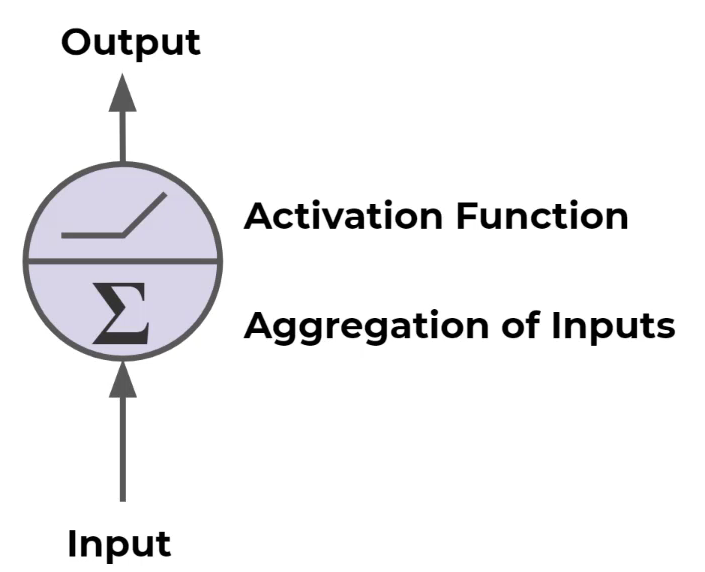 Output
Activation Function
Σ
Aggregation of Inputs
Input